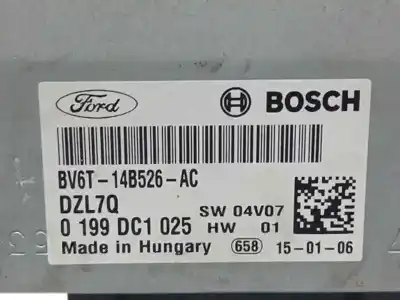 Ford
BOSCH
BV6T-14B526-AC
DZL7Q
SW 04V07
0 199 DC1 025
HW 01
Made in Hungary
658
15-01-06